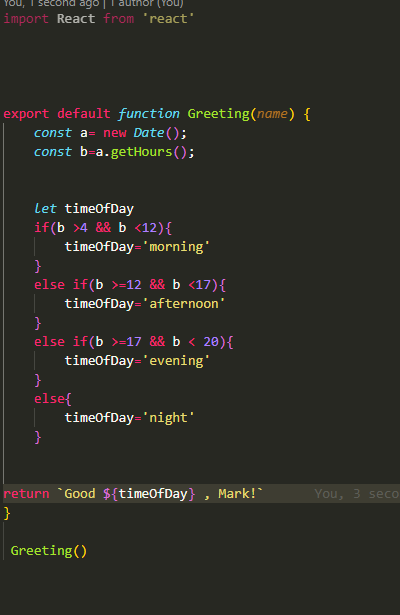 You, 1 second ago | 1 author (You)
import React from 'react'
export default function Greeting(name) {
const a= new Date();
const b=a.getHours();
let timeOfDay
if(b >4 && b <12){
timeOfDay='morning'
}
else if(b >=12 && b <17){
timeOfDay='afternoon'
}
else if(b >=17 && b < 20){
timeOfDay='evening'
}
else{
timeOfDay='night'
}
return `Good ${timeOfDay} , Mark!` You, 3 seco
}
Greeting()